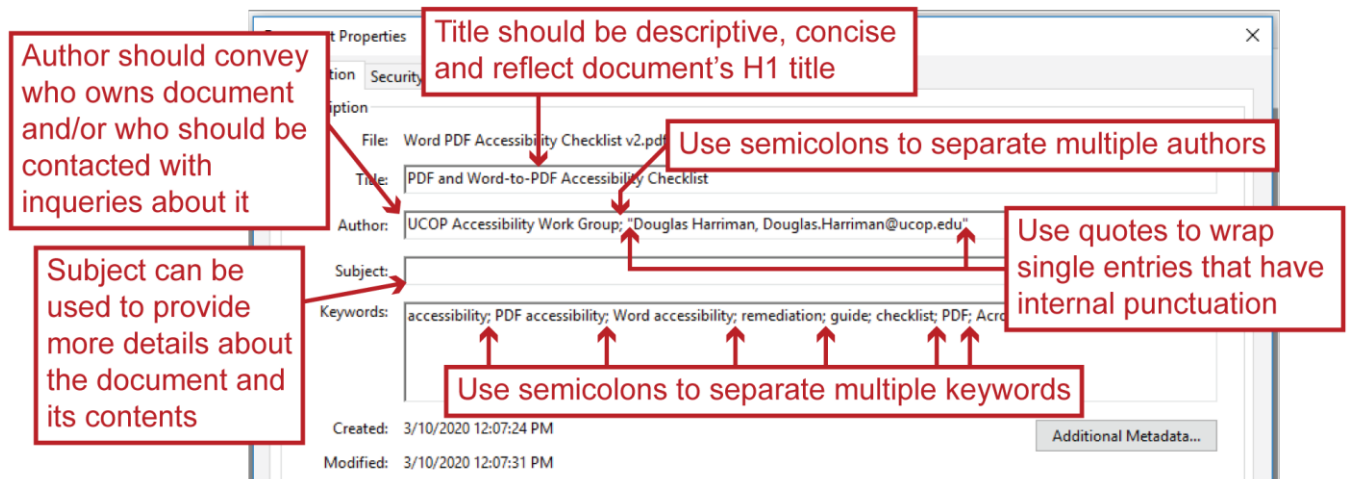 t Properties
Title should be descriptive, concise
and reflect document's H1 title
Author should convey
who owns document
and/or who should be
contacted with
inqueries about it
tion Secur
iption
File: Word PDF Accessibility Checklist v2.pdf
Use semicolons to separate multiple authors
Title: PDF and Word-to-PDF Accessibility Checklist
Author: UCOP Accessibility Work Group; "Douglas Harriman, Douglas.Harriman@ucop.edu"
Use quotes to wrap
single entries that have
internal punctuation
Subject:
Subject can be
used to provide
more details about
the document and
its contents
Keywords: accessibility; PDF accessibility; Word accessibility; remediation; guide; checklist; PDF; Acro
Use semicolons to separate multiple keywords
Created: 3/10/2020 12:07:24 PM
Additional Metadata...
Modified: 3/10/2020 12:07:31 PM